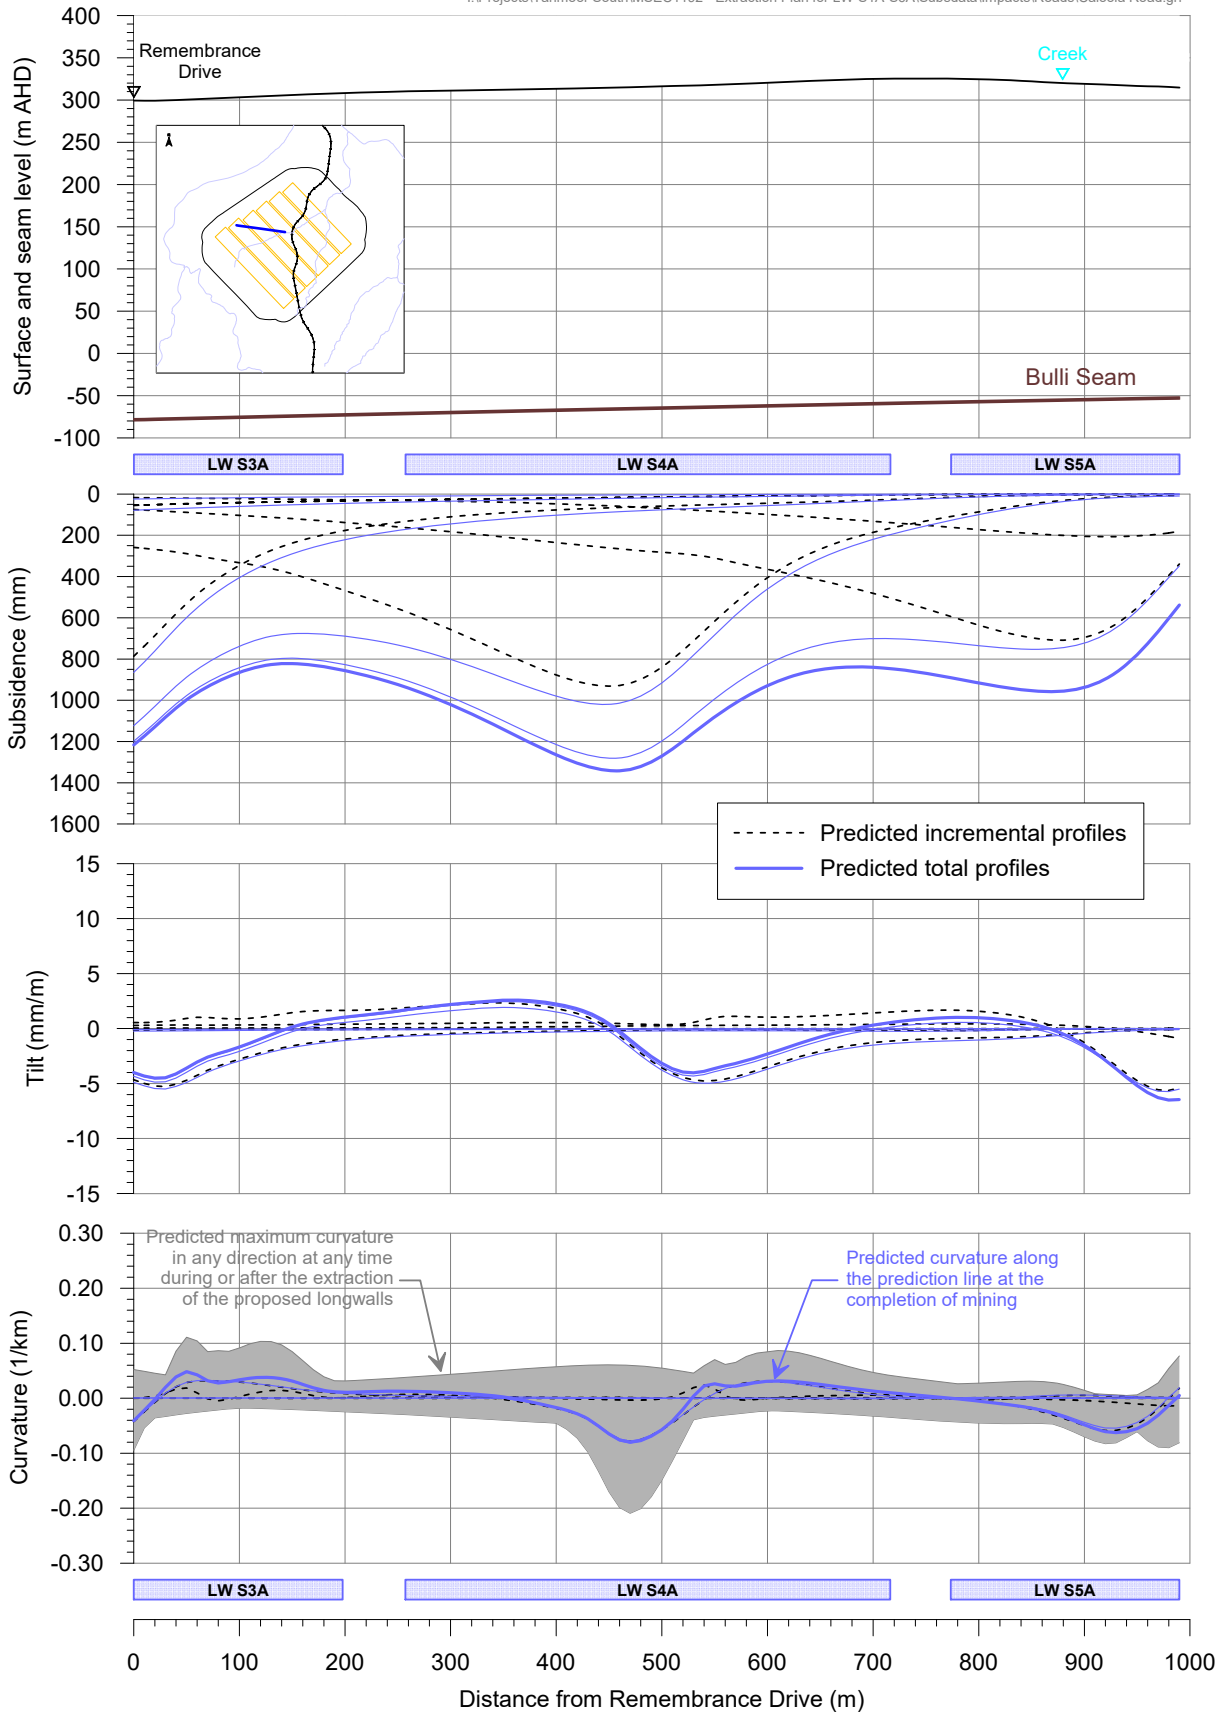 400
350
300
250
200
150
100
50
0
-50
-100
Surface and seam level (m AHD)
Remembrance
Drive
Creek
Bulli Seam
LW S3A
LW S4A
LW S5A
0
200
400
600
800
1000
1200
1400
1600
Subsidence (mm)
Predicted incremental profiles
Predicted total profiles
15
10
5
0
-5
-10
-15
Tilt (mm/m)
0.30
0.20
0.10
0.00
-0.10
-0.20
-0.30
Curvature (1/km)
Predicted maximum curvature
in any direction at any time
during or after the extraction
of the proposed longwalls
Predicted curvature along
the prediction line at the
completion of mining
LW S3A
LW S4A
LW S5A
0 100 200 300 400 500 600 700 800 900 1000
Distance from Remembrance Drive (m)